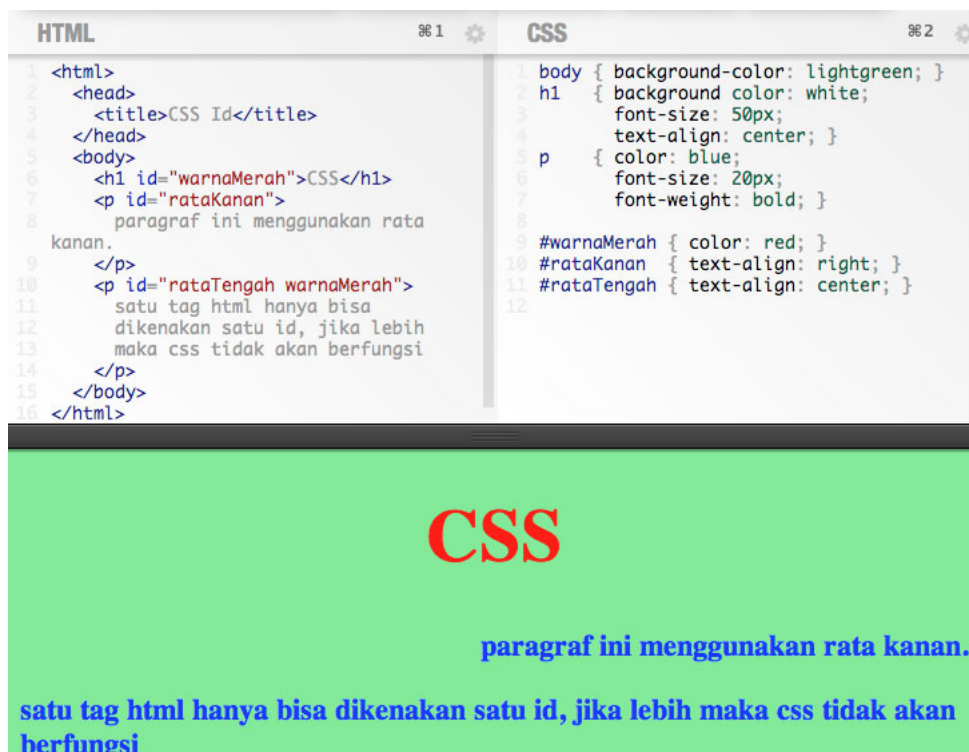 HTML ⌘1
1 <html>
2 <head>
3 <title>CSS Id</title>
4 </head>
5 <body>
6 <h1 id="warnaMerah">CSS</h1>
7 <p id="rataKanan">
8 paragraf ini menggunakan rata
kanan.
9 </p>
10 <p id="rataTengah warnaMerah">
11 satu tag html hanya bisa
12 dikenakan satu id, jika lebih
13 maka css tidak akan berfungsi
14 </p>
15 </body>
16 </html>
CSS ⌘2
1 body { background-color: lightgreen; }
2 h1 { background color: white;
3 font-size: 50px;
4 text-align: center; }
5 p { color: blue;
6 font-size: 20px;
7 font-weight: bold; }
8
9 #warnaMerah { color: red; }
10 #rataKanan { text-align: right; }
11 #rataTengah { text-align: center; }
12
CSS
paragraf ini menggunakan rata kanan.
satu tag html hanya bisa dikenakan satu id, jika lebih maka css tidak akan
berfungsi